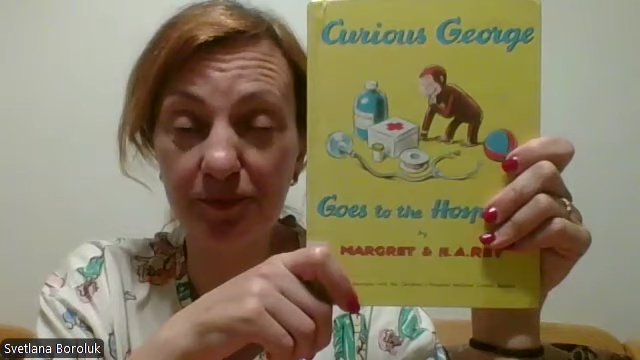 Curious George
Goes to the Hosp
by
MARGRET & H.A.REY
Svetlana Boroluk